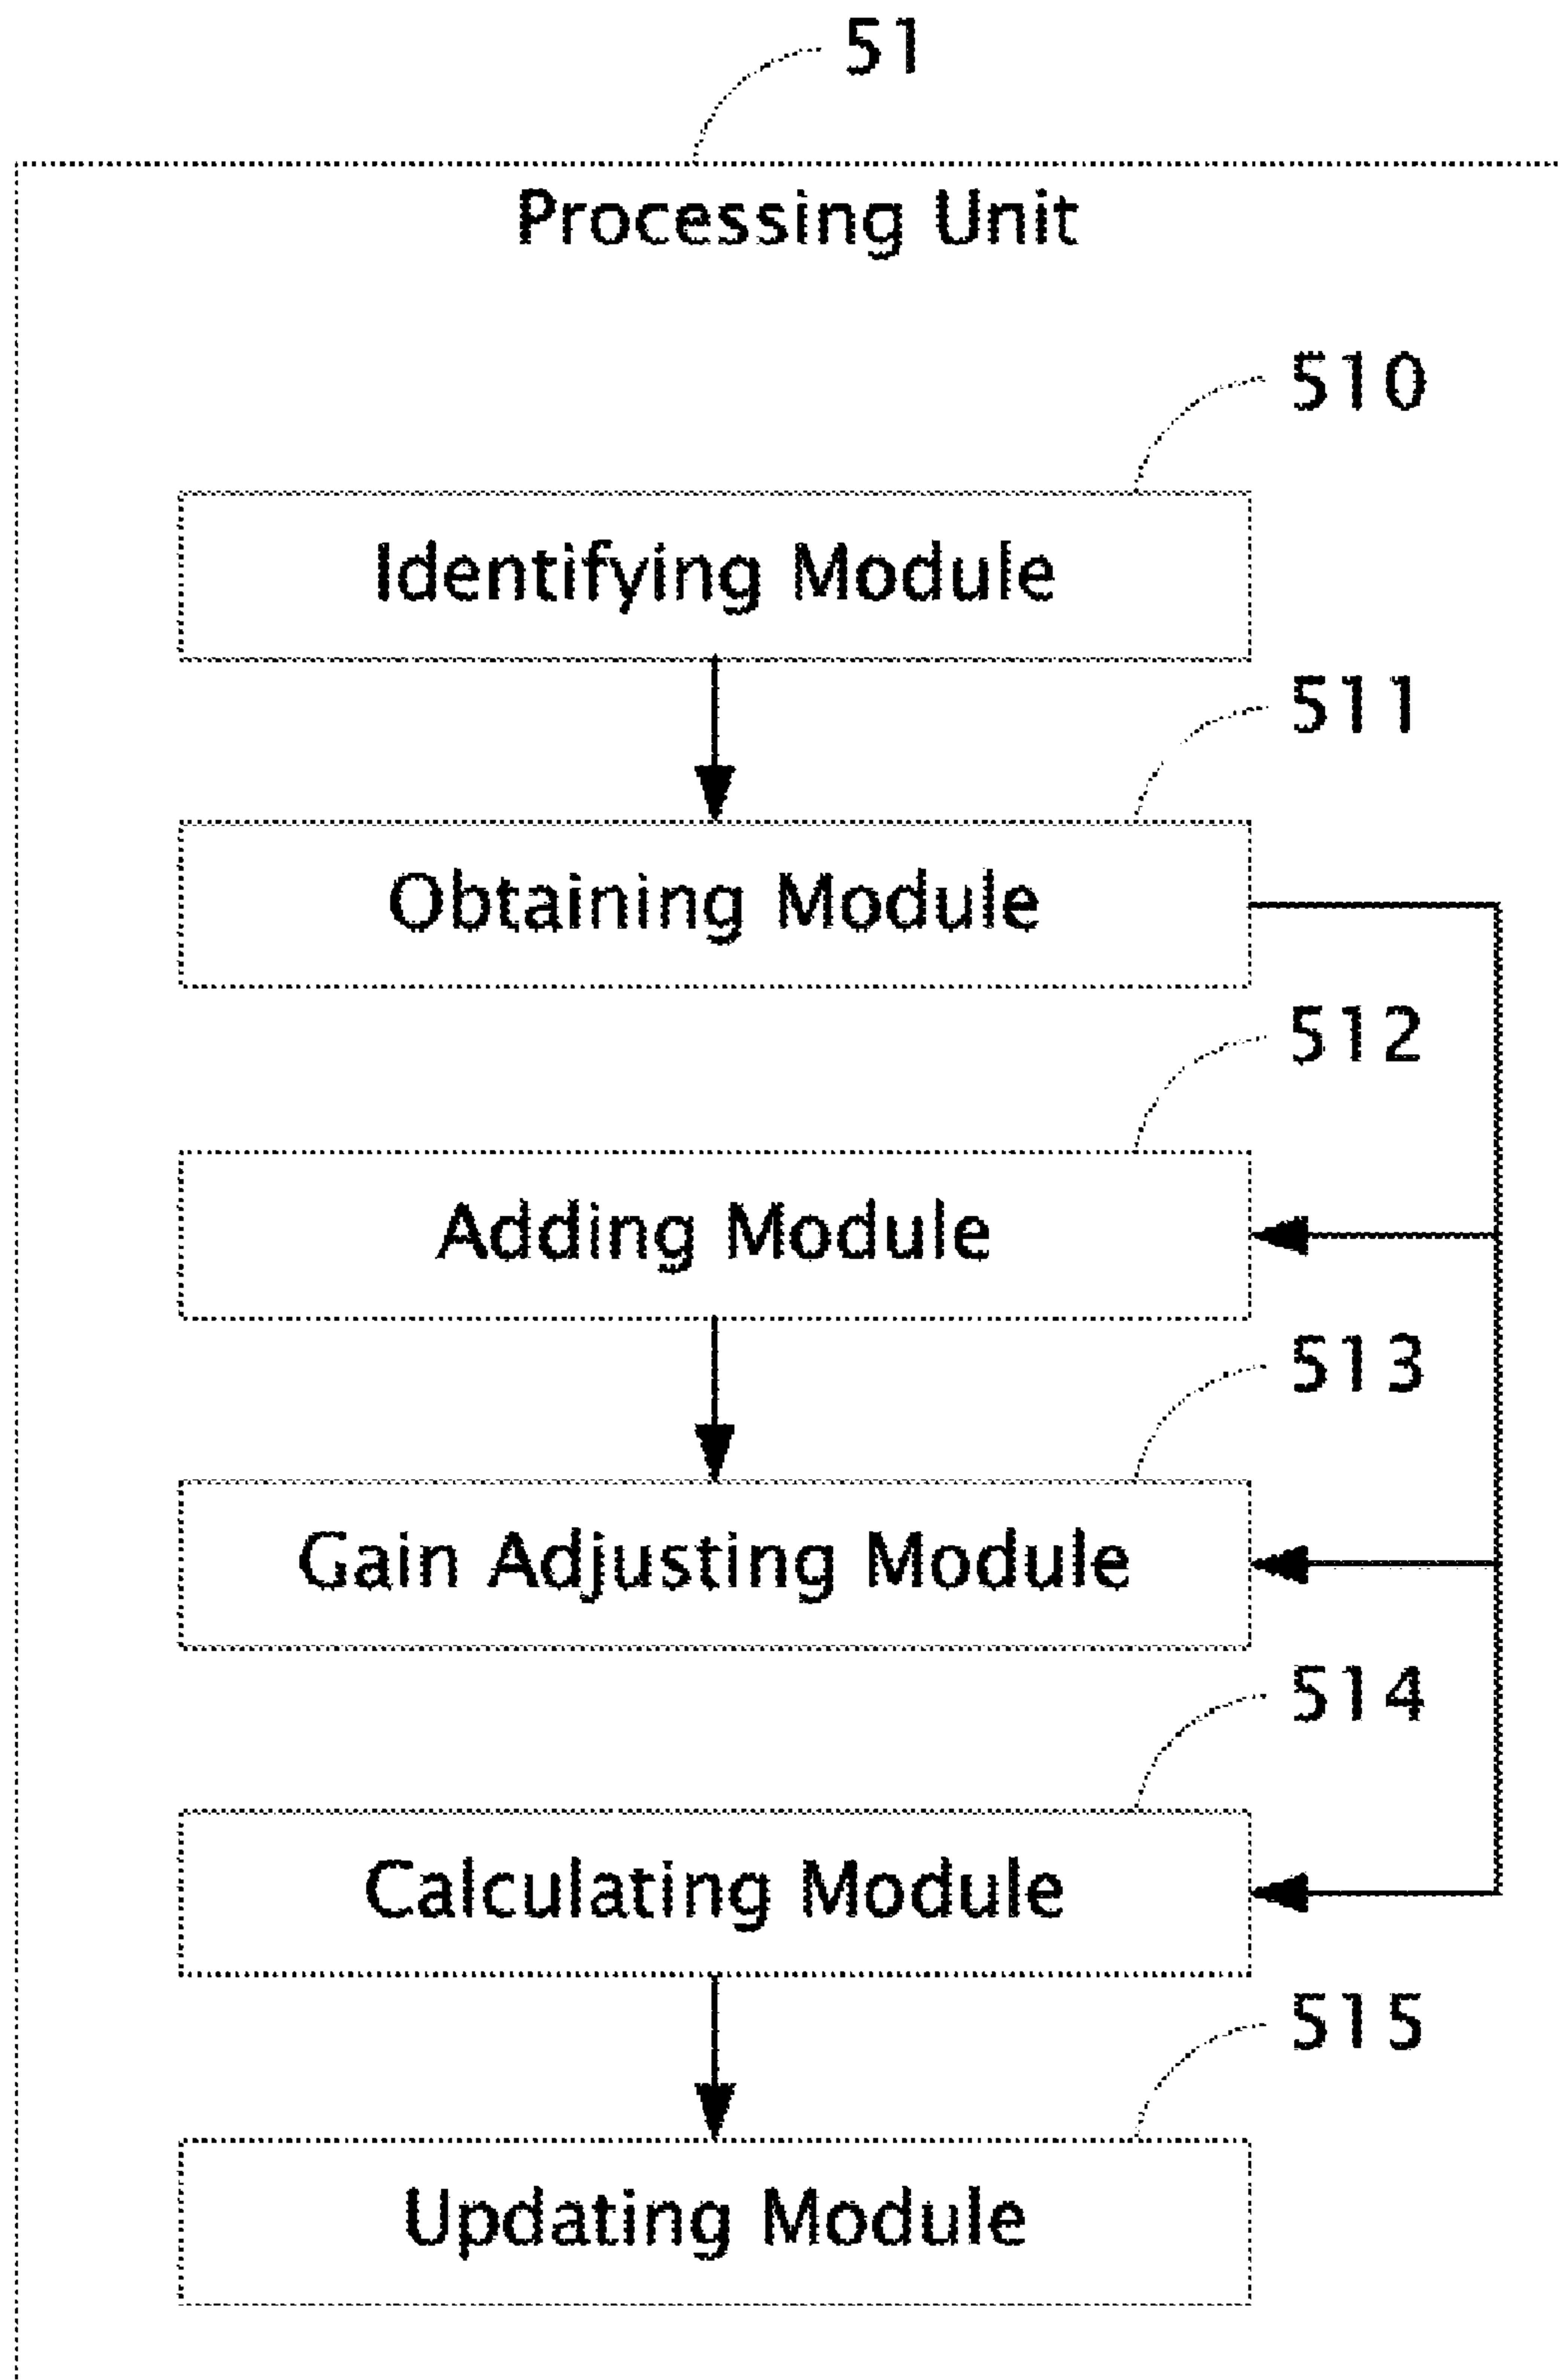 51
Processing Unit
510
Identifying Module
511
Obtaining Module
512
Adding Module
513
Gain Adjusting Module
514
Calculating Module
515
Updating Module